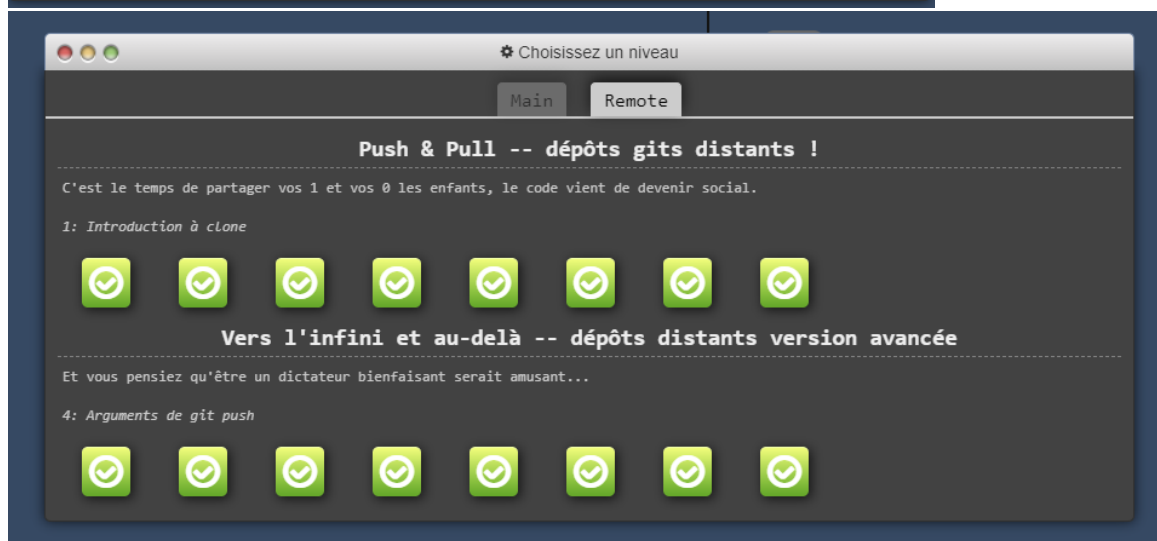 Choisissez un niveau
Main Remote
Push & Pull -- dépôts gits distants !
C'est le temps de partager vos 1 et vos 0 les enfants, le code vient de devenir social.
1: Introduction à clone
Vers l'infini et au-delà -- dépôts distants version avancée
Et vous pensiez qu'être un dictateur bienfaisant serait amusant...
4: Arguments de git push